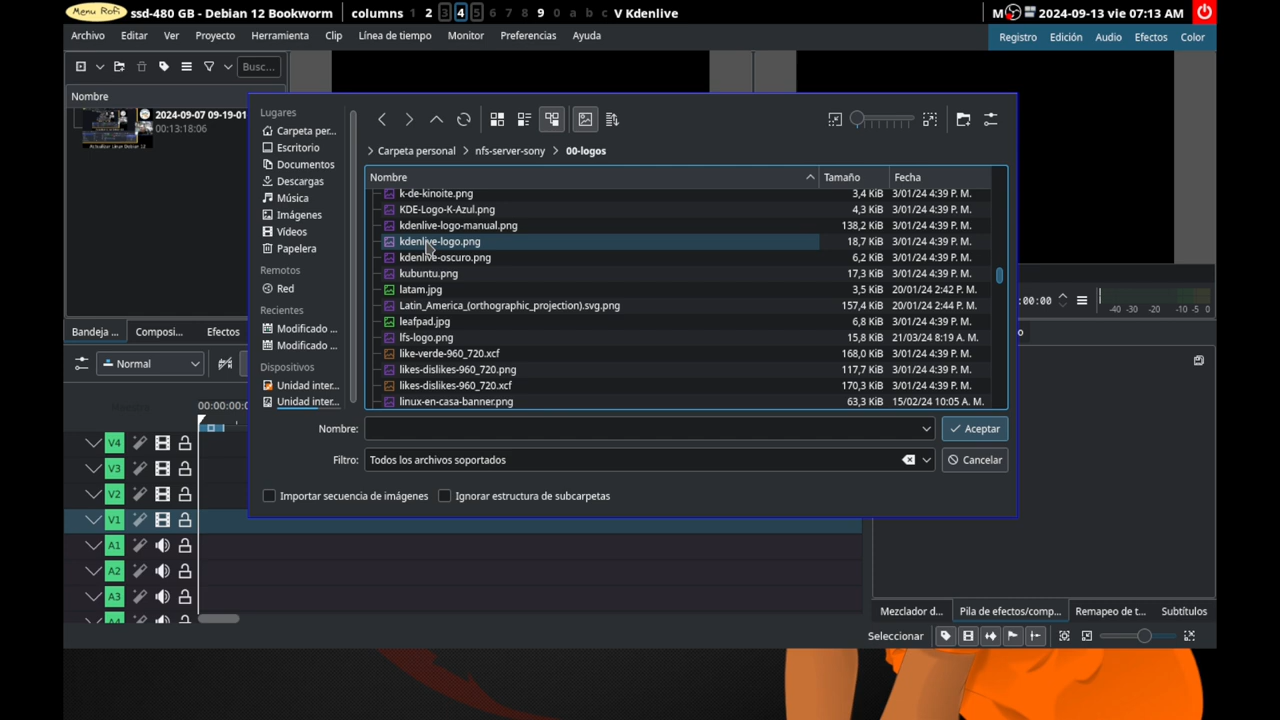 Menu Rofi ssd-480 GB - Debian 12 Bookworm columns 1 2 3 4 5 6 7 8 9 0 a b c V Kdenlive M 2024-09-13 vie 07:13 AM
Archivo Editar Ver Proyecto Herramienta Clip Línea de tiempo Monitor Preferencias Ayuda Registro Edición Audio Efectos Color
Busc...
Nombre
2024-09-07 09-19-01
00:13:18:06
Lugares
Carpeta per...
Escritorio
Documentos
Descargas
Música
Imágenes
Vídeos
Papelera
Remotos
Red
Recientes
Modificado ...
Modificado ...
Dispositivos
Unidad inter...
Unidad inter...
Carpeta personal > nfs-server-sony > 00-logos
Nombre Tamaño Fecha
k-de-kinoite.png 3,4 KiB 3/01/24 4:39 P. M.
KDE-Logo-K-Azul.png 4,3 KiB 3/01/24 4:39 P. M.
kdenlive-logo-manual.png 138,2 KiB 3/01/24 4:39 P. M.
kdenlive-logo.png 18,7 KiB 3/01/24 4:39 P. M.
kdenlive-oscuro.png 6,2 KiB 3/01/24 4:39 P. M.
kubuntu.png 17,3 KiB 3/01/24 4:39 P. M.
latam.jpg 3,5 KiB 20/01/24 2:42 P. M.
Latin_America_(orthographic_projection).svg.png 157,4 KiB 20/01/24 2:44 P. M.
leafpad.jpg 6,8 KiB 3/01/24 4:39 P. M.
lfs-logo.png 15,8 KiB 21/03/24 8:19 A. M.
like-verde-960_720.xcf 168,0 KiB 3/01/24 4:39 P. M.
likes-dislikes-960_720.png 117,7 KiB 3/01/24 4:39 P. M.
likes-dislikes-960_720.xcf 170,3 KiB 3/01/24 4:39 P. M.
linux-en-casa-banner.png 63,3 KiB 15/02/24 10:05 A. M.
Nombre: Aceptar
Filtro: Todos los archivos soportados Cancelar
Importar secuencia de imágenes Ignorar estructura de subcarpetas
Bandeja ... Composi... Efectos
:00:00
-40 -30 -20 -10 -5 0
Normal
Maestro 00:00:00:0
V4
V3
V2
V1
A1
A2
A3
A4
Mezclador d... Pila de efectos/comp... Remapeo de t... Subtítulos
Seleccionar